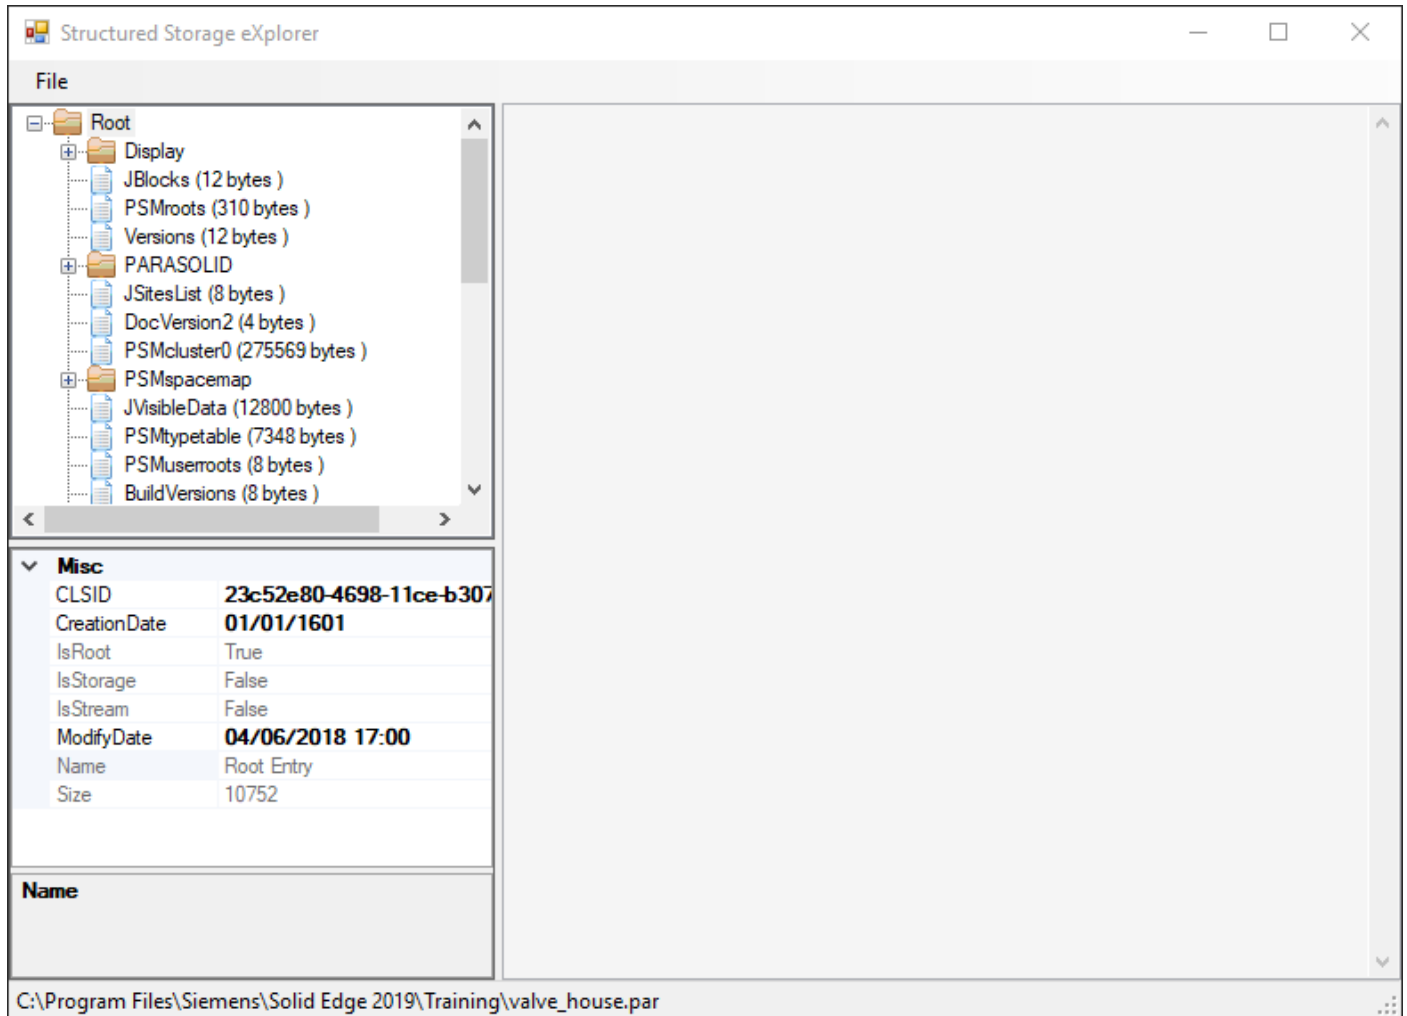 Structured Storage eXplorer
File
Root
Display
JBlocks (12 bytes )
PSMroots (310 bytes )
Versions (12 bytes )
PARASOLID
JSitesList (8 bytes )
DocVersion2 (4 bytes )
PSMcluster0 (275569 bytes )
PSMspacemap
JVisibleData (12800 bytes )
PSMtypetable (7348 bytes )
PSMuserroots (8 bytes )
BuildVersions (8 bytes )
Misc
CLSID 23c52e80-4698-11ce-b307
CreationDate 01/01/1601
IsRoot True
IsStorage False
IsStream False
ModifyDate 04/06/2018 17:00
Name Root Entry
Size 10752
Name
C:\Program Files\Siemens\Solid Edge 2019\Training\valve_house.par